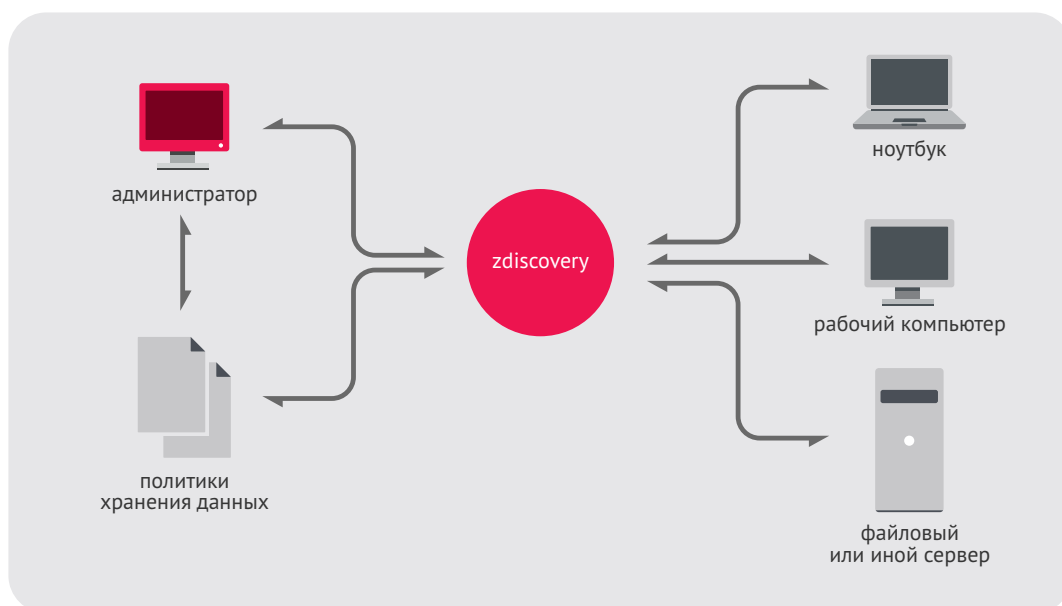 администратор
политики
хранения данных
zdiscovery
ноутбук
рабочий компьютер
файловый
или иной сервер